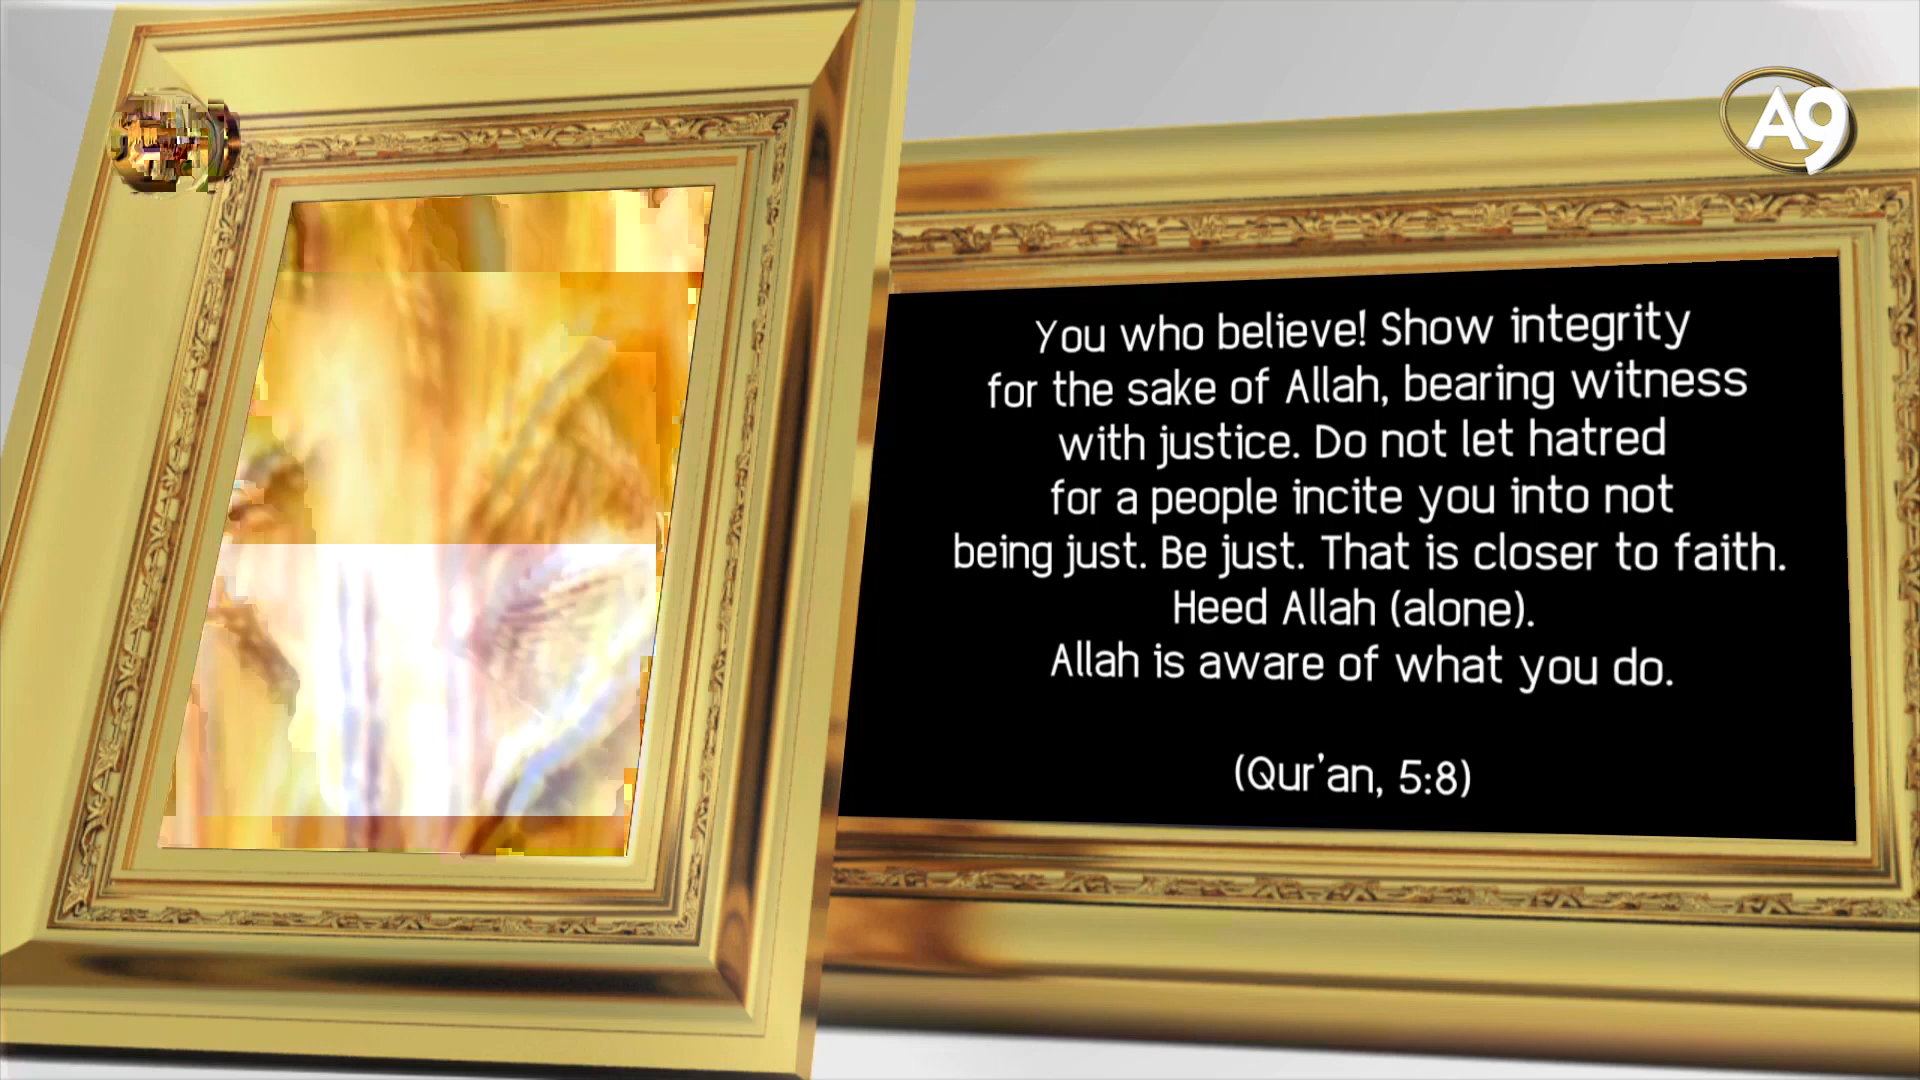 A9
You who believe! Show integrity
for the sake of Allah, bearing witness
with justice. Do not let hatred
for a people incite you into not
being just. Be just. That is closer to faith.
Heed Allah (alone).
Allah is aware of what you do.
(Qur'an, 5:8)